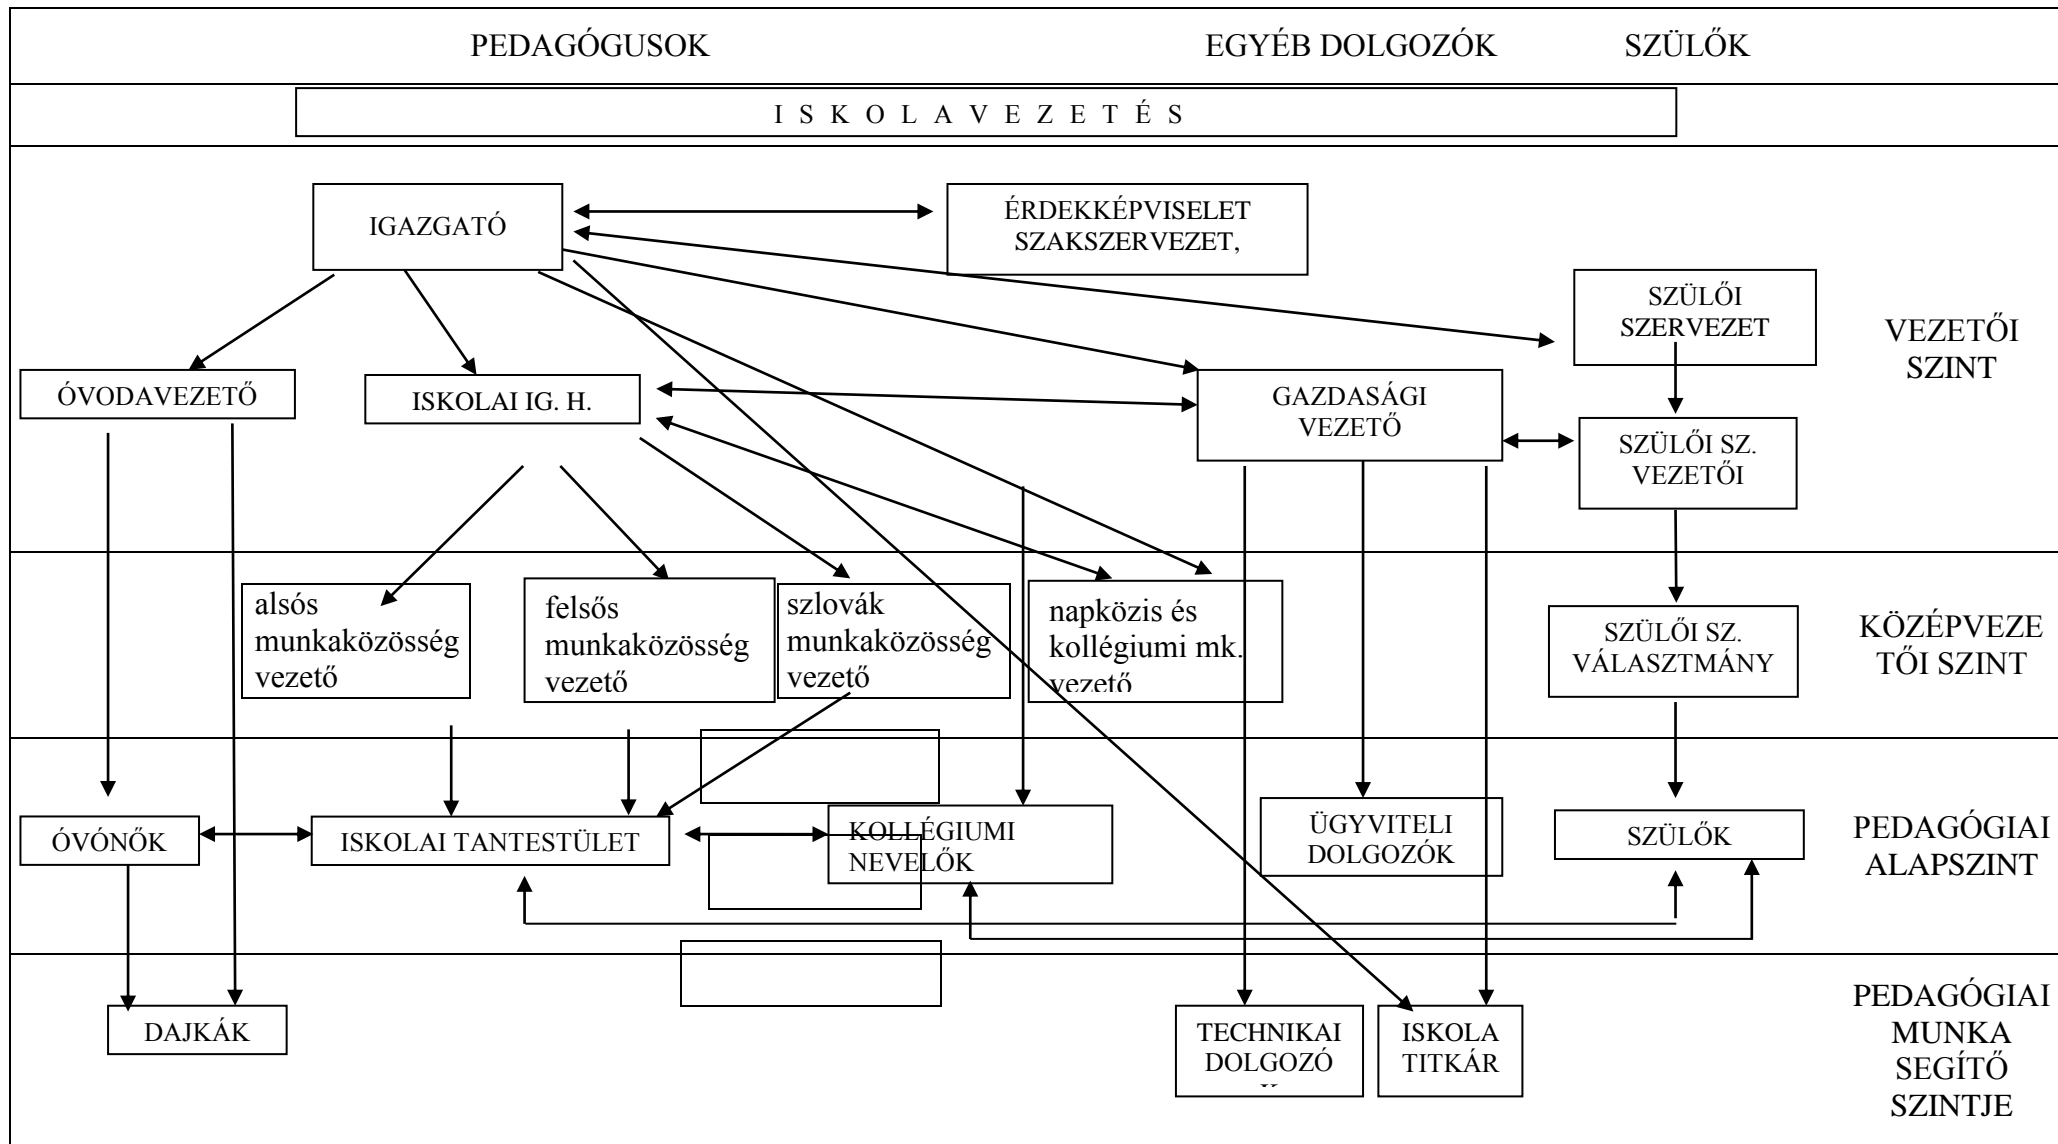 PEDAGÓGUSOK EGYÉB DOLGOZÓK SZÜLŐK
I S K O L A V E Z E T É S
IGAZGATÓ
ÉRDEKKÉPVISELET
SZAKSZERVEZET,
SZÜLŐI
SZERVEZET
VEZETŐI
SZINT
ÓVODAVEZETŐ
ISKOLAI IG. H.
GAZDASÁGI
VEZETŐ
SZÜLŐI SZ.
VEZETŐI
alsós
munkaközösség
vezető
felsős
munkaközösség
vezető
szlovák
munkaközösség
vezető
napközis és
kollégiumi mk.
vezető
SZÜLŐI SZ.
VÁLASZTMÁNY
KÖZÉPVEZE
TŐI SZINT
ÓVÓNŐK
ISKOLAI TANTESTÜLET
KOLLÉGIUMI
NEVELŐK
ÜGYVITELI
DOLGOZÓK
SZÜLŐK
PEDAGÓGIAI
ALAPSZINT
DAJKÁK
TECHNIKAI
DOLGOZÓ
K
ISKOLA
TITKÁR
PEDAGÓGIAI
MUNKA
SEGÍTŐ
SZINTJE